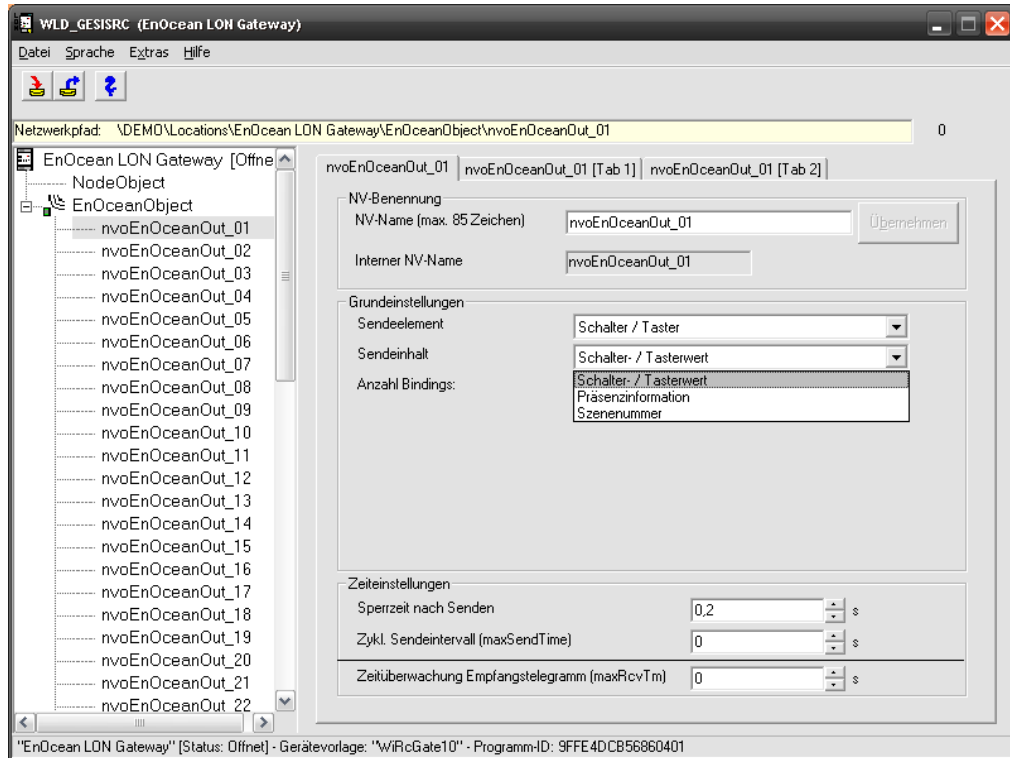 WLD_GESISRC (EnOcean LON Gateway)
Datei Sprache Extras Hilfe
Netzwerkpfad: \DEMO\Locations\EnOcean LON Gateway\EnOceanObject\nvoEnOceanOut_01 0
EnOcean LON Gateway [Offne
NodeObject
EnOceanObject
nvoEnOceanOut_01
nvoEnOceanOut_02
nvoEnOceanOut_03
nvoEnOceanOut_04
nvoEnOceanOut_05
nvoEnOceanOut_06
nvoEnOceanOut_07
nvoEnOceanOut_08
nvoEnOceanOut_09
nvoEnOceanOut_10
nvoEnOceanOut_11
nvoEnOceanOut_12
nvoEnOceanOut_13
nvoEnOceanOut_14
nvoEnOceanOut_15
nvoEnOceanOut_16
nvoEnOceanOut_17
nvoEnOceanOut_18
nvoEnOceanOut_19
nvoEnOceanOut_20
nvoEnOceanOut_21
nvoEnOceanOut_22
nvoEnOceanOut_01 nvoEnOceanOut_01 [Tab 1] nvoEnOceanOut_01 [Tab 2]
NV-Benennung
NV-Name (max. 85 Zeichen) nvoEnOceanOut_01 Übernehmen
Interner NV-Name nvoEnOceanOut_01
Grundeinstellungen
Sendeelement Schalter / Taster
Sendeinhalt Schalter- / Tasterwert
Anzahl Bindings: Schalter- / Tasterwert
Präsenzinformation
Szenenummer
Zeiteinstellungen
Sperrzeit nach Senden 0,2 s
Zykl. Sendeintervall (maxSendTime) 0 s
Zeitüberwachung Empfangstelegramm (maxRcvTm) 0 s
"EnOcean LON Gateway" [Status: Offnet] - Gerätevorlage: "WiRcGate10" - Programm-ID: 9FFE4DCB56860401